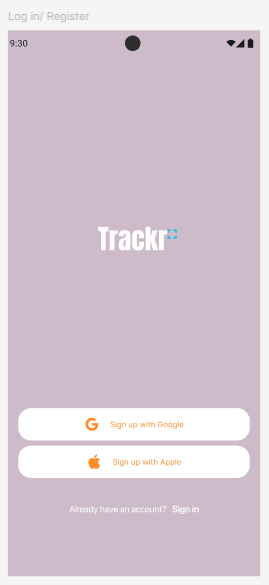 Log in/ Register
9:30
Trackr
Sign up with Google
Sign up with Apple
Already have an account? Sign in